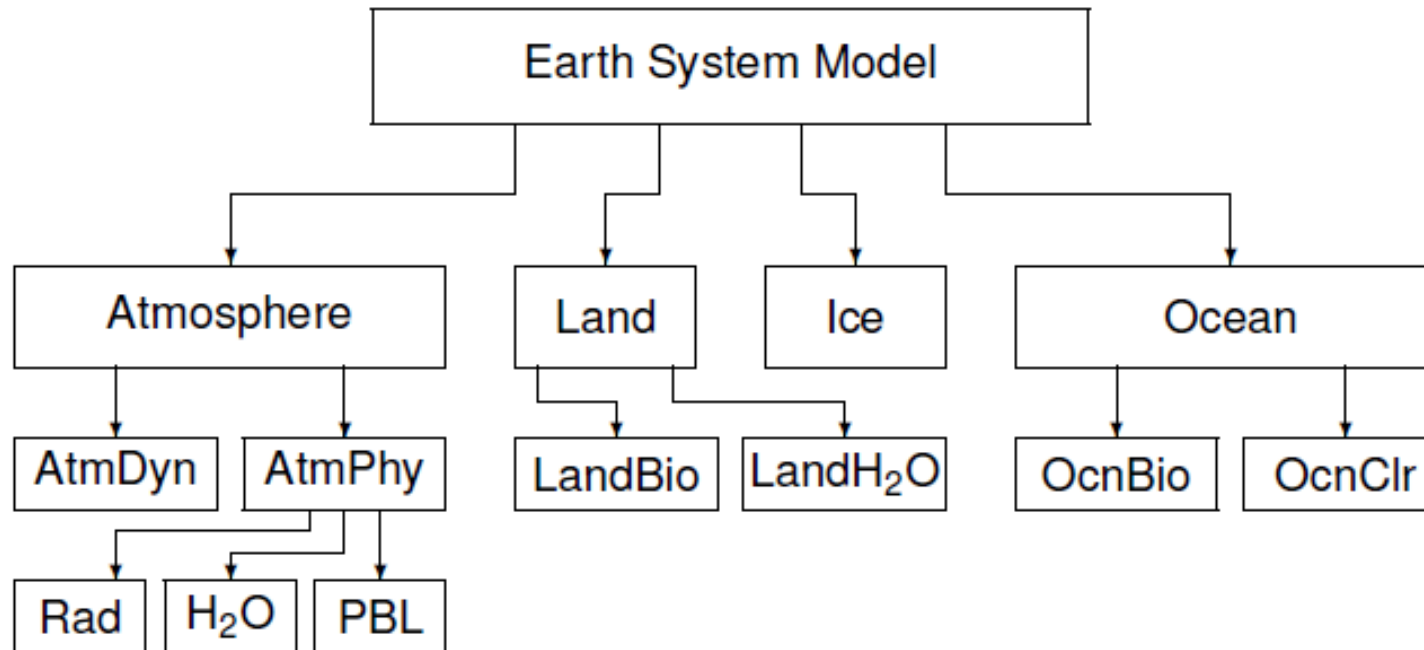 Earth System Model
Atmosphere
Land
Ice
Ocean
AtmDyn
AtmPhy
LandBio
LandH₂O
OcnBio
OcnClr
Rad
H₂O
PBL